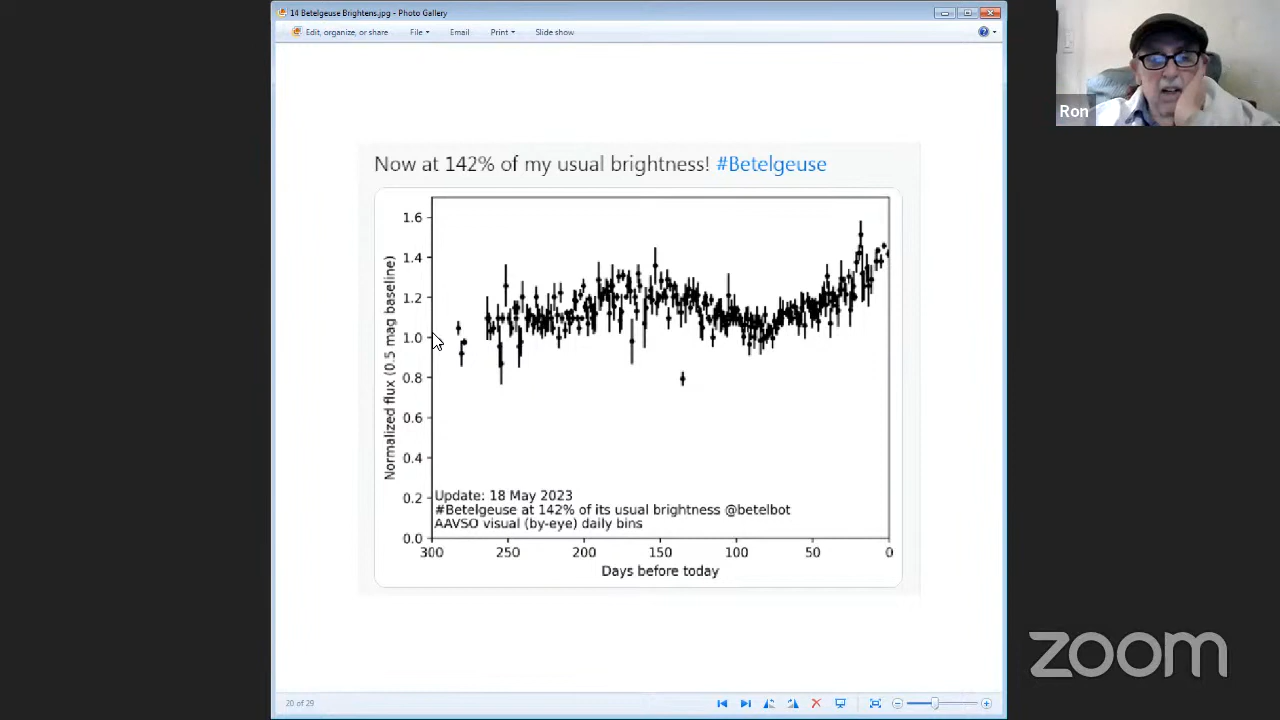 14 Betelgeuse Brightens.jpg - Photo Gallery
Edit, organize, or share File Email Print Slide show
Ron
Now at 142% of my usual brightness! #Betelgeuse
Normalized flux (0.5 mag baseline)
1.6
1.4
1.2
1.0
0.8
0.6
0.4
0.2
0.0
Update: 18 May 2023
#Betelgeuse at 142% of its usual brightness @betelbot
AAVSO visual (by-eye) daily bins
300 250 200 150 100 50 0
Days before today
zoom
20 of 29